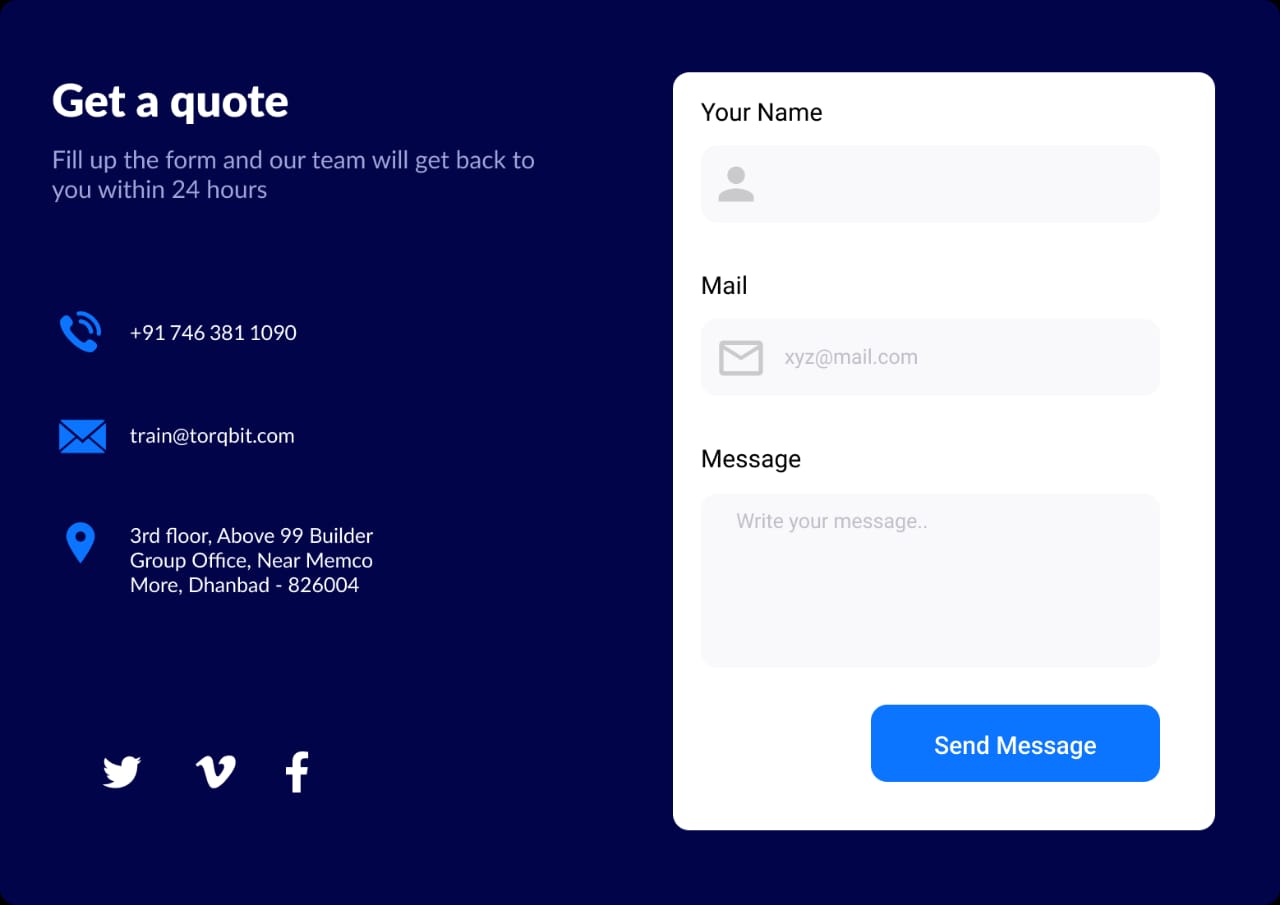 Get a quote
Fill up the form and our team will get back to
you within 24 hours
+91 746 381 1090
train@torqbit.com
3rd floor, Above 99 Builder
Group Office, Near Memco
More, Dhanbad - 826004
Your Name
Mail
xyz@mail.com
Message
Write your message..
Send Message